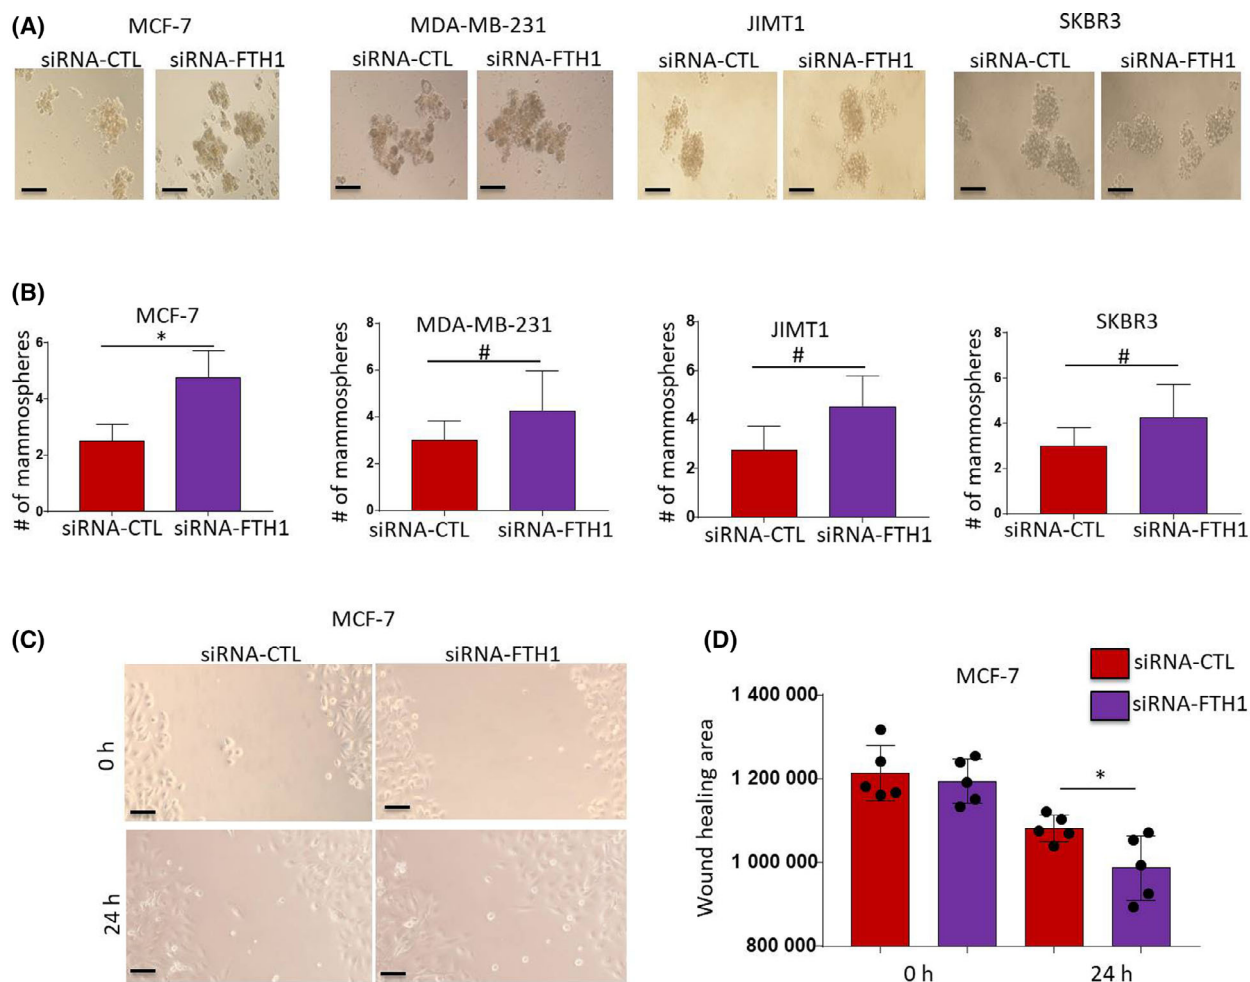 (A)
MCF-7
MDA-MB-231
JIMT1
SKBR3
siRNA-CTL siRNA-FTH1
siRNA-CTL siRNA-FTH1
siRNA-CTL siRNA-FTH1
siRNA-CTL siRNA-FTH1
(B)
MCF-7
# of mammospheres
6
4
2
0
*
siRNA-CTL siRNA-FTH1
MDA-MB-231
# of mammospheres
8
6
4
2
0
#
siRNA-CTL siRNA-FTH1
JIMT1
# of mammospheres
8
6
4
2
0
#
siRNA-CTL siRNA-FTH1
SKBR3
# of mammospheres
8
6
4
2
0
#
siRNA-CTL siRNA-FTH1
(C)
MCF-7
siRNA-CTL siRNA-FTH1
0 h
24 h
(D)
MCF-7
siRNA-CTL
siRNA-FTH1
Wound healing area
1 400 000
1 200 000
1 000 000
800 000
*
0 h 24 h